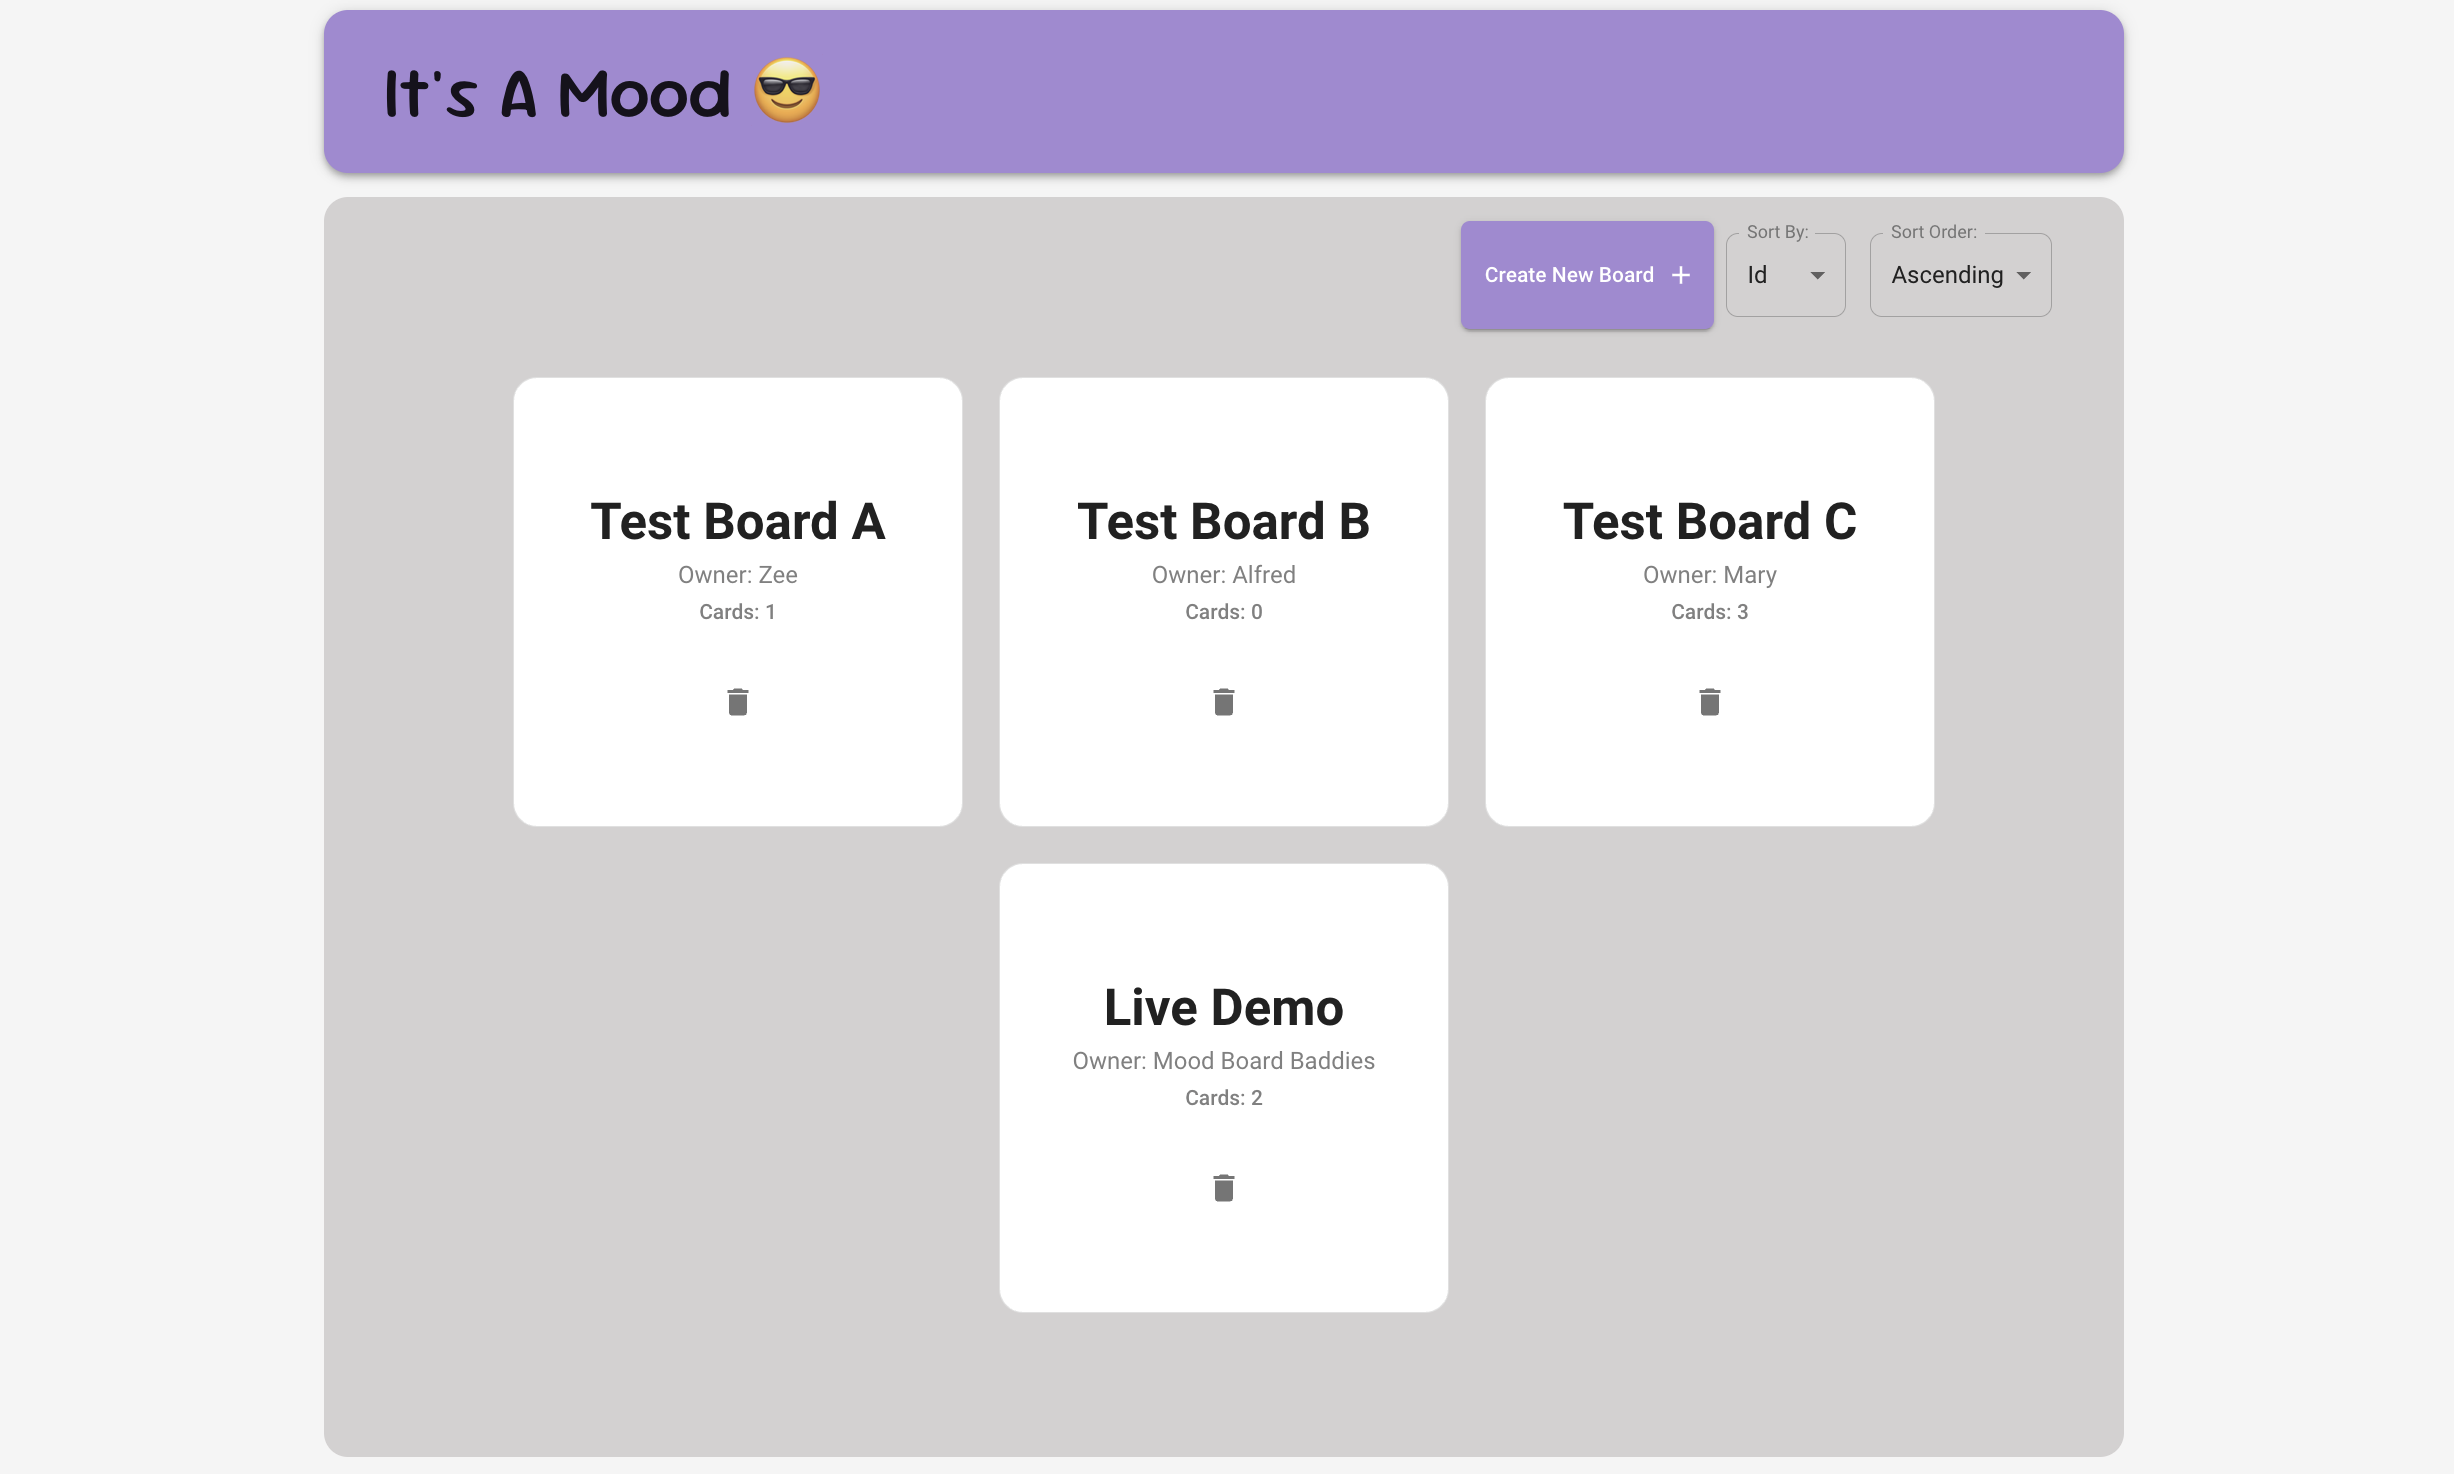 It's A Mood 😎
Create New Board +
Sort By:
Id
Sort Order:
Ascending
Test Board A
Owner: Zee
Cards: 1
Test Board B
Owner: Alfred
Cards: 0
Test Board C
Owner: Mary
Cards: 3
Live Demo
Owner: Mood Board Baddies
Cards: 2